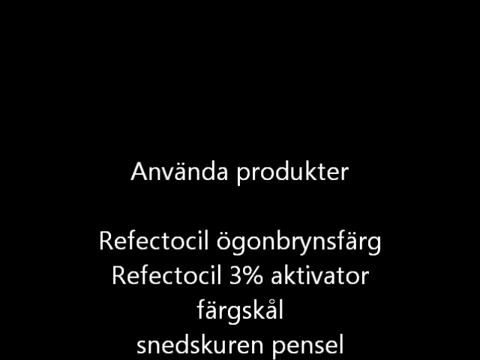 Använda produkter
Refectocil ögonbrynsfärg
Refectocil 3% aktivator
färgskål
snedskuren pensel